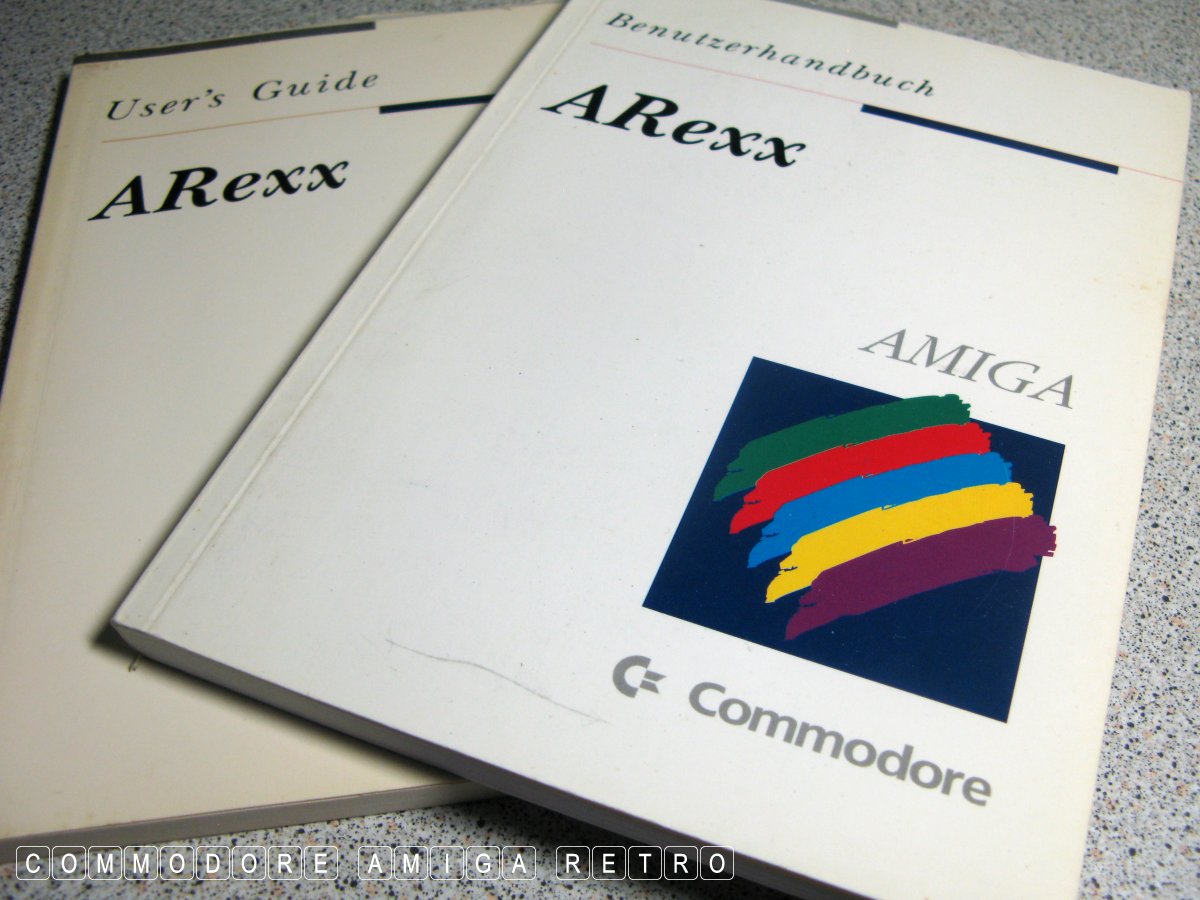 User's Guide
ARexx
Benutzerhandbuch
ARexx
AMIGA
Commodore
COMMODORE AMIGA RETRO